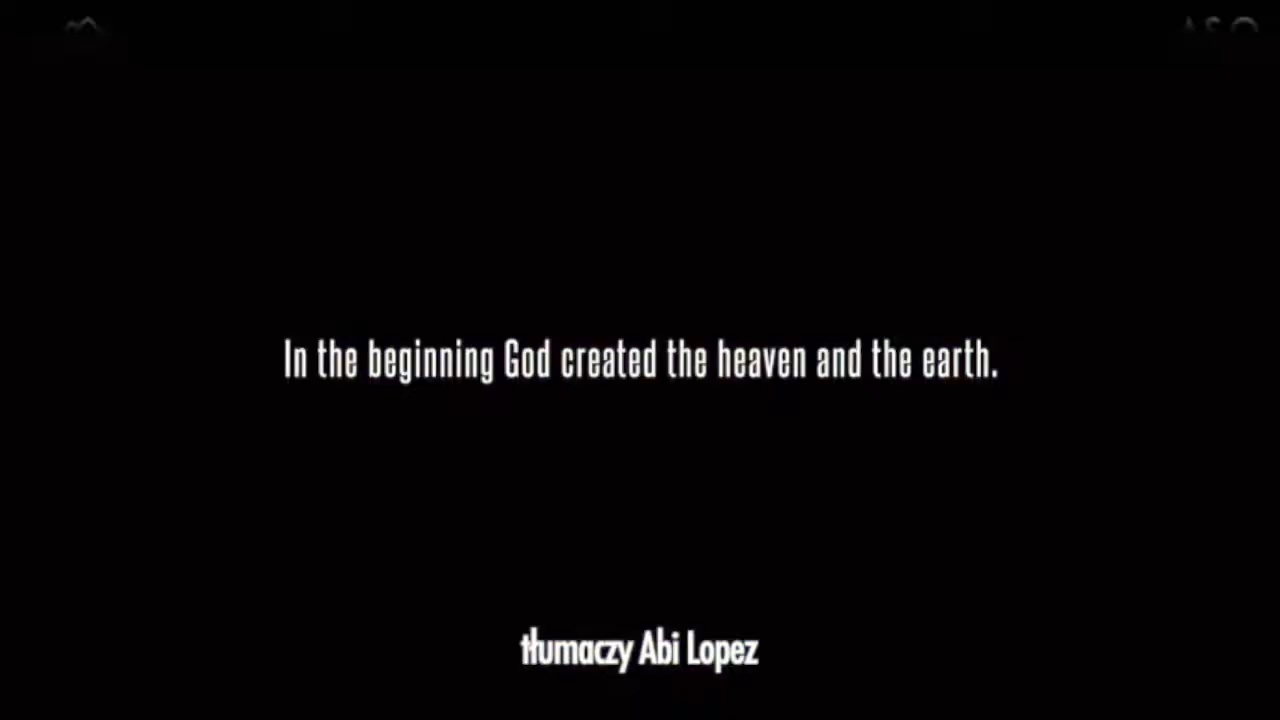 In the beginning God created the heaven and the earth.
tłumaczy Abi Lopez